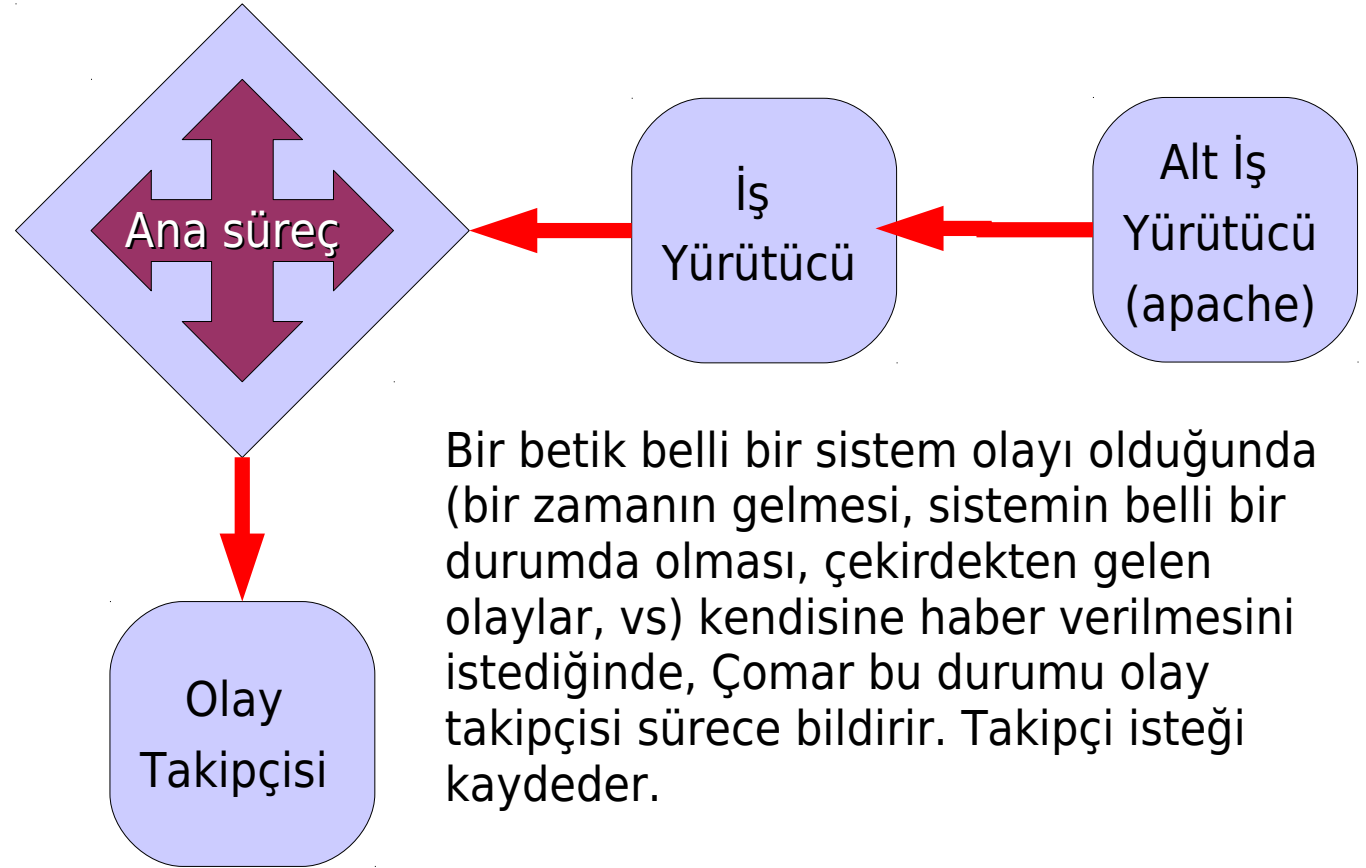 Ana süreç
İş
Yürütücü
Alt İş
Yürütücü
(apache)
Bir betik belli bir sistem olayı olduğunda
(bir zamanın gelmesi, sistemin belli bir
durumda olması, çekirdekten gelen
olaylar, vs) kendisine haber verilmesini
istediğinde, Çomar bu durumu olay
takipçisi sürece bildirir. Takipçi isteği
kaydeder.
Olay
Takipçisi